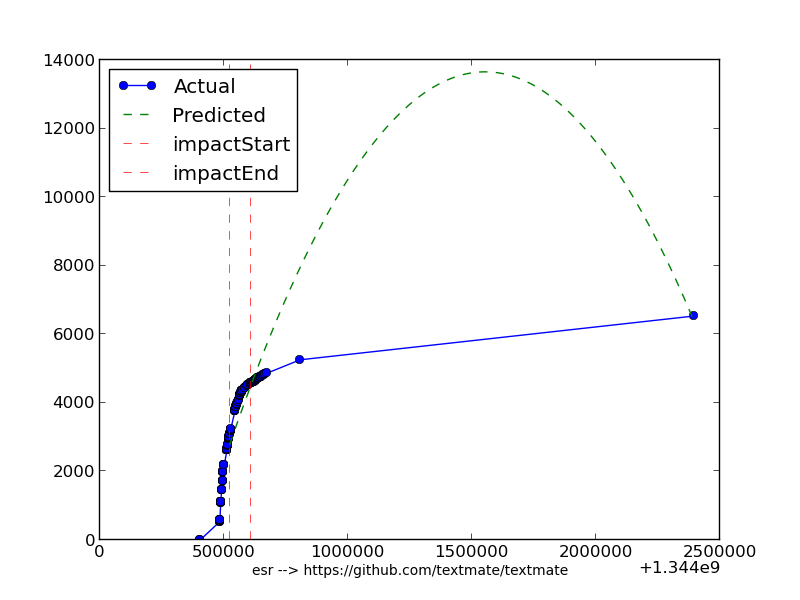 14000
12000
10000
8000
6000
4000
2000
0
Actual
Predicted
impactStart
impactEnd
0 500000 1000000 1500000 2000000 2500000
+1.344e9
esr --> https://github.com/textmate/textmate